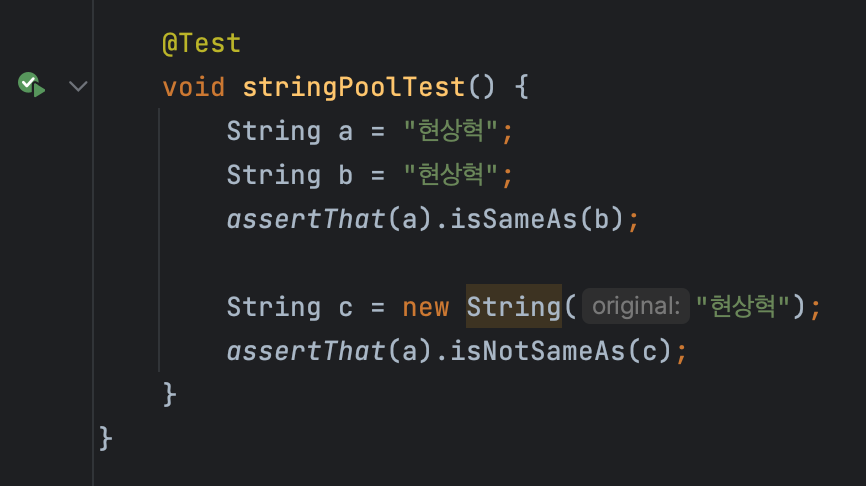 @Test
void stringPoolTest() {
String a = "현상혁";
String b = "현상혁";
assertThat(a).isSameAs(b);
String c = new String( original: "현상혁");
assertThat(a).isNotSameAs(c);
}
}